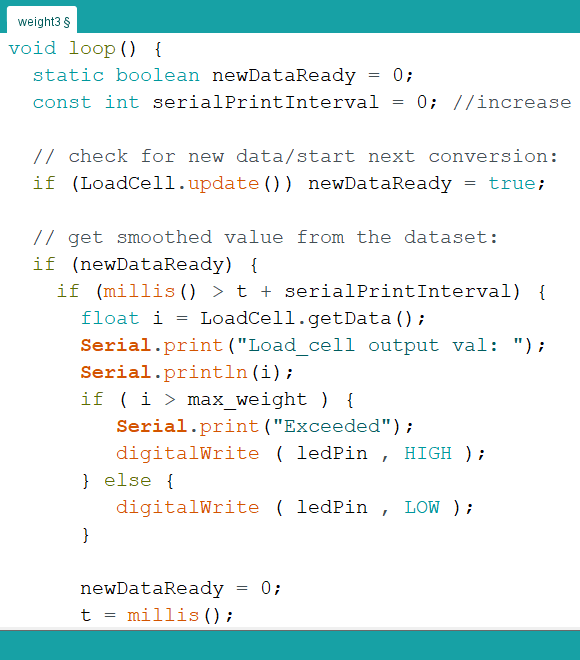 weight3 §
void loop() {
static boolean newDataReady = 0;
const int serialPrintInterval = 0; //increase
// check for new data/start next conversion:
if (LoadCell.update()) newDataReady = true;
// get smoothed value from the dataset:
if (newDataReady) {
if (millis() > t + serialPrintInterval) {
float i = LoadCell.getData();
Serial.print("Load_cell output val: ");
Serial.println(i);
if ( i > max_weight ) {
Serial.print("Exceeded");
digitalWrite ( ledPin , HIGH );
} else {
digitalWrite ( ledPin , LOW );
}
newDataReady = 0;
t = millis();